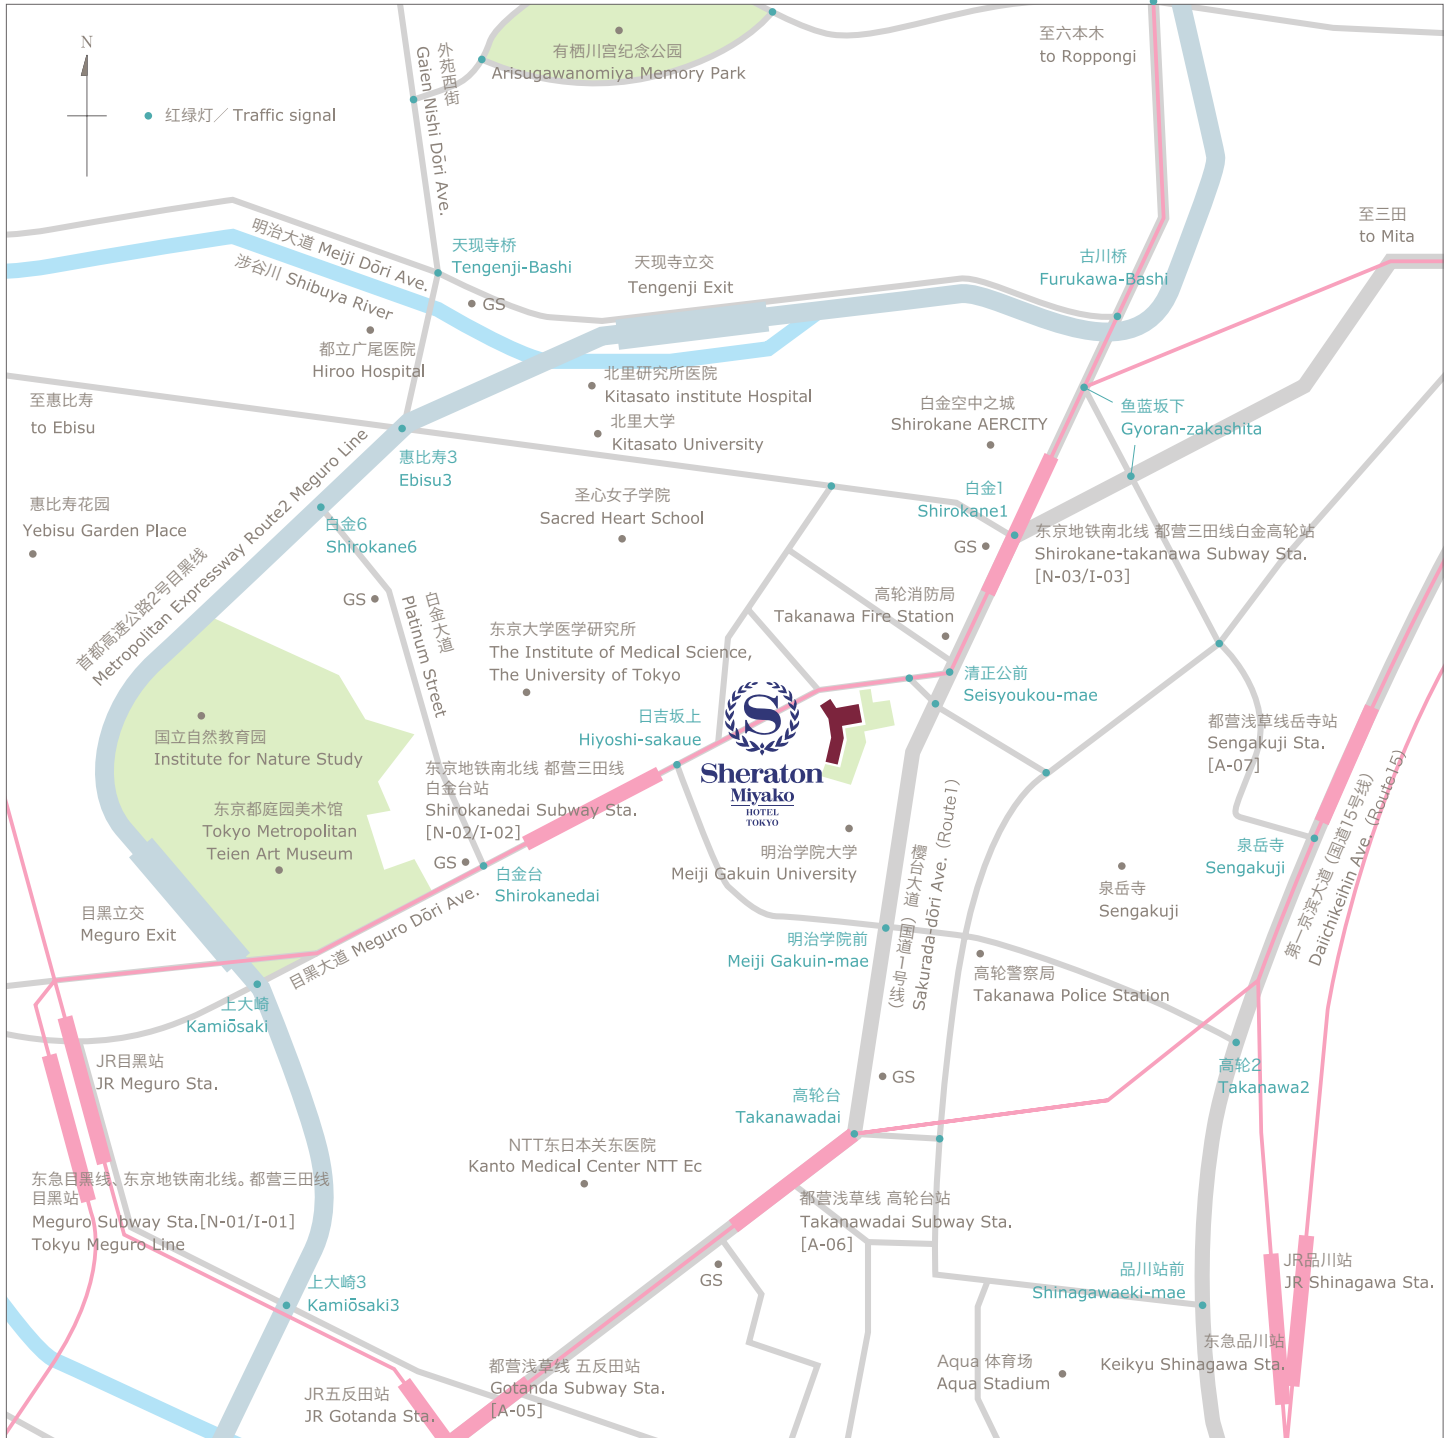 N
红绿灯／ Traffic signal
外苑西街
Gaien Nishi Dōri Ave.
有栖川宫纪念公园
Arisugawanomiya Memory Park
至六本木
to Roppongi
明治大道 Meiji Dōri Ave.
涉谷川 Shibuya River
天现寺桥
Tengenji-Bashi
GS
天现寺立交
Tengenji Exit
古川桥
Furukawa-Bashi
至三田
to Mita
都立广尾医院
Hiroo Hospital
至惠比寿
to Ebisu
北里研究所医院
Kitasato institute Hospital
北里大学
Kitasato University
白金空中之城
Shirokane AERCITY
鱼蓝坂下
Gyoran-zakashita
惠比寿3
Ebisu3
惠比寿花园
Yebisu Garden Place
白金6
Shirokane6
圣心女子学院
Sacred Heart School
白金1
Shirokane1
GS
东京地铁南北线 都营三田线白金高轮站
Shirokane-takanawa Subway Sta.
[N-03/I-03]
首都高速公路2号目黑线
Metropolitan Expressway Route2 Meguro Line
GS
白金大道
Platinum Street
高轮消防局
Takanawa Fire Station
东京大学医学研究所
The Institute of Medical Science,
The University of Tokyo
清正公前
Seisyoukou-mae
日吉坂上
Hiyoshi-sakaue
S
Sheraton
Miyako
HOTEL
TOKYO
国立自然教育园
Institute for Nature Study
都营浅草线岳寺站
Sengakuji Sta.
[A-07]
东京地铁南北线 都营三田线
白金台站
Shirokanedai Subway Sta.
[N-02/I-02]
东京都庭园美术馆
Tokyo Metropolitan
Teien Art Museum
GS
白金台
Shirokanedai
明治学院大学
Meiji Gakuin University
樱台大道（国道1号线）
Sakurada-dōri Ave. (Route1)
泉岳寺
Sengakuji
泉岳寺
Sengakuji
第一京滨大道（国道15号线）
Daiichikeihin Ave. (Route15)
目黑立交
Meguro Exit
目黑大道 Meguro Dōri Ave.
明治学院前
Meiji Gakuin-mae
高轮警察局
Takanawa Police Station
上大崎
Kamiōsaki
JR目黑站
JR Meguro Sta.
GS
高轮台
Takanawadai
高轮2
Takanawa2
NTT东日本关东医院
Kanto Medical Center NTT Ec
东急目黑线、东京地铁南北线。都营三田线
目黑站
Meguro Subway Sta.[N-01/I-01]
Tokyu Meguro Line
都营浅草线 高轮台站
Takanawadai Subway Sta.
[A-06]
GS
上大崎3
Kamiōsaki3
品川站前
Shinagawaeki-mae
JR品川站
JR Shinagawa Sta.
东急品川站
Keikyu Shinagawa Sta.
Aqua 体育场
Aqua Stadium
都营浅草线 五反田站
Gotanda Subway Sta.
[A-05]
JR五反田站
JR Gotanda Sta.